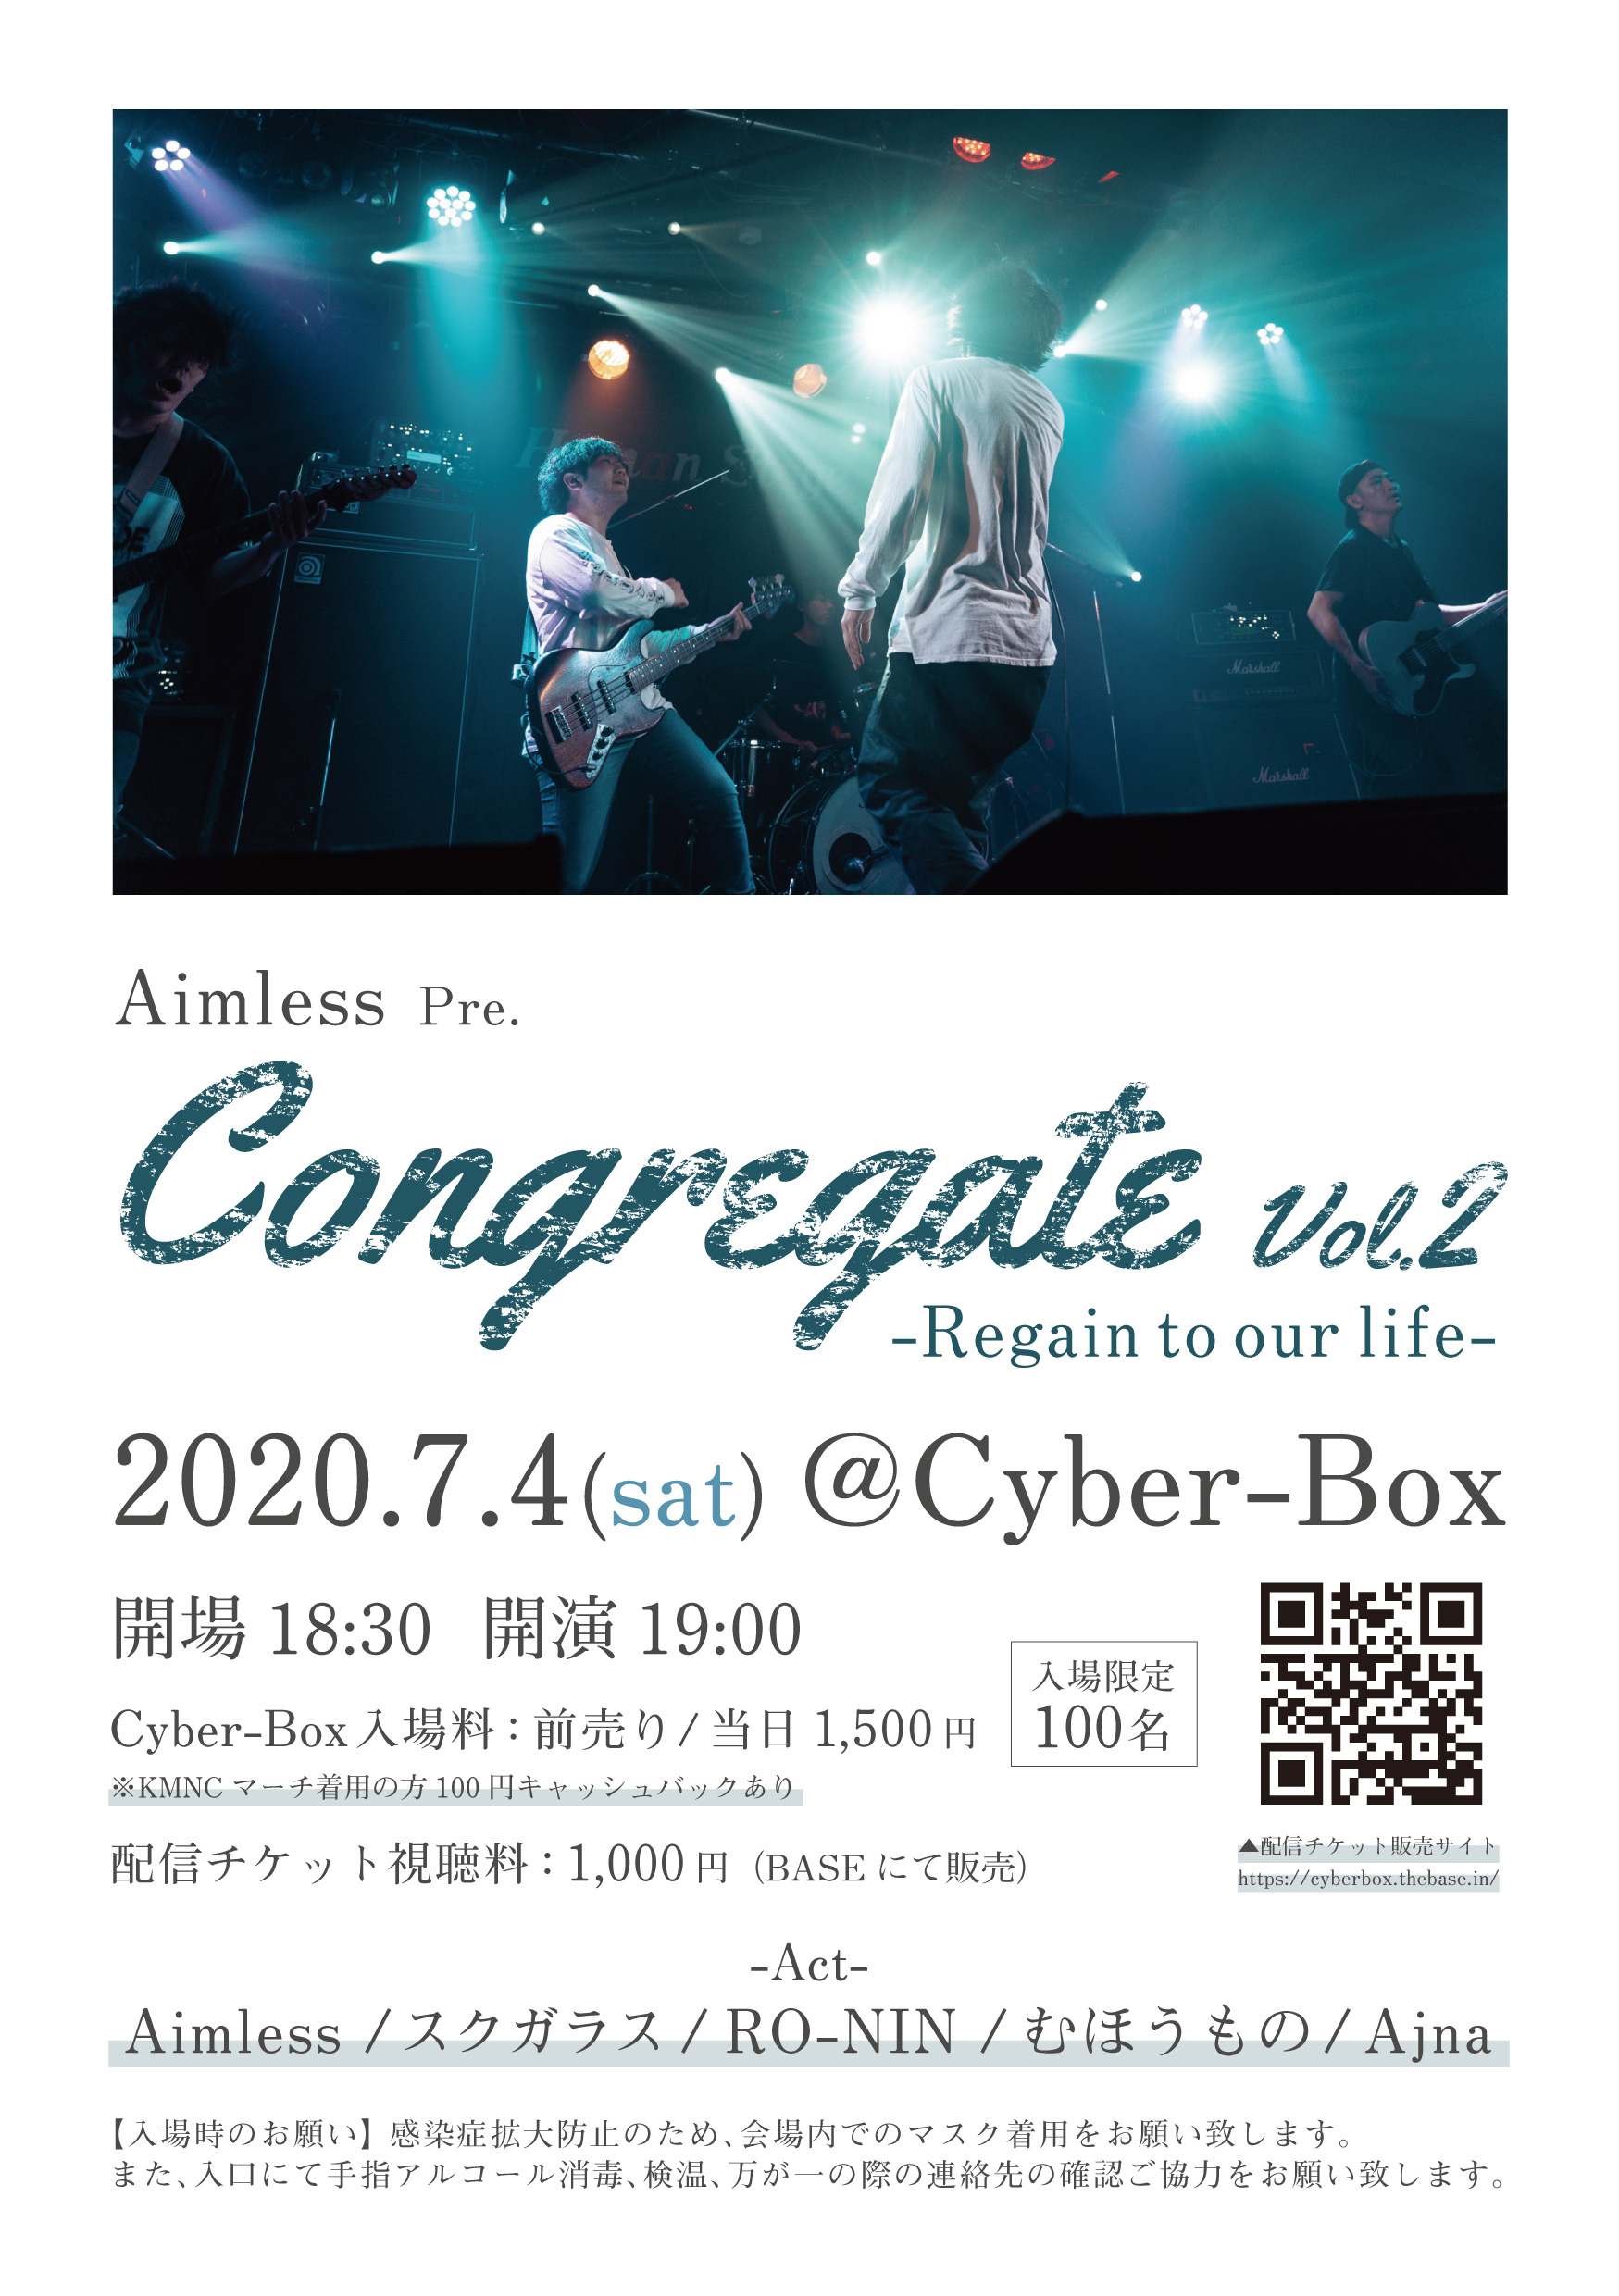 Marshall
Marshall
Aimless Pre.
Congregate Vol.2
-Regain to our life-
2020.7.4(sat) @Cyber-Box
開場 18:30 開演 19:00
Cyber-Box入場料：前売り/当日 1,500円
※KMNC マーチ着用の方 100 円キャッシュバックあり
入場限定
100名
配信チケット視聴料：1,000円（BASE にて販売）
▲配信チケット販売サイト
https://cyberbox.thebase.in/
-Act-
Aimless /スクガラス/ RO-NIN /むほうもの/ Ajna
【入場時のお願い】感染症拡大防止のため、会場内でのマスク着用をお願い致します。
また、入口にて手指アルコール消毒、検温、万が一の際の連絡先の確認ご協力をお願い致します。